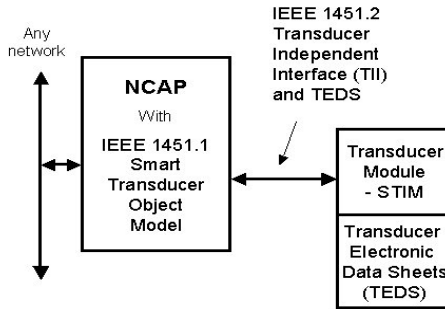 Any
network
NCAP
With
IEEE 1451.1
Smart
Transducer
Object
Model
IEEE 1451.2
Transducer
Independent
Interface (TII)
and TEDS
Transducer
Module
- STIM
Transducer
Electronic
Data Sheets
(TEDS)